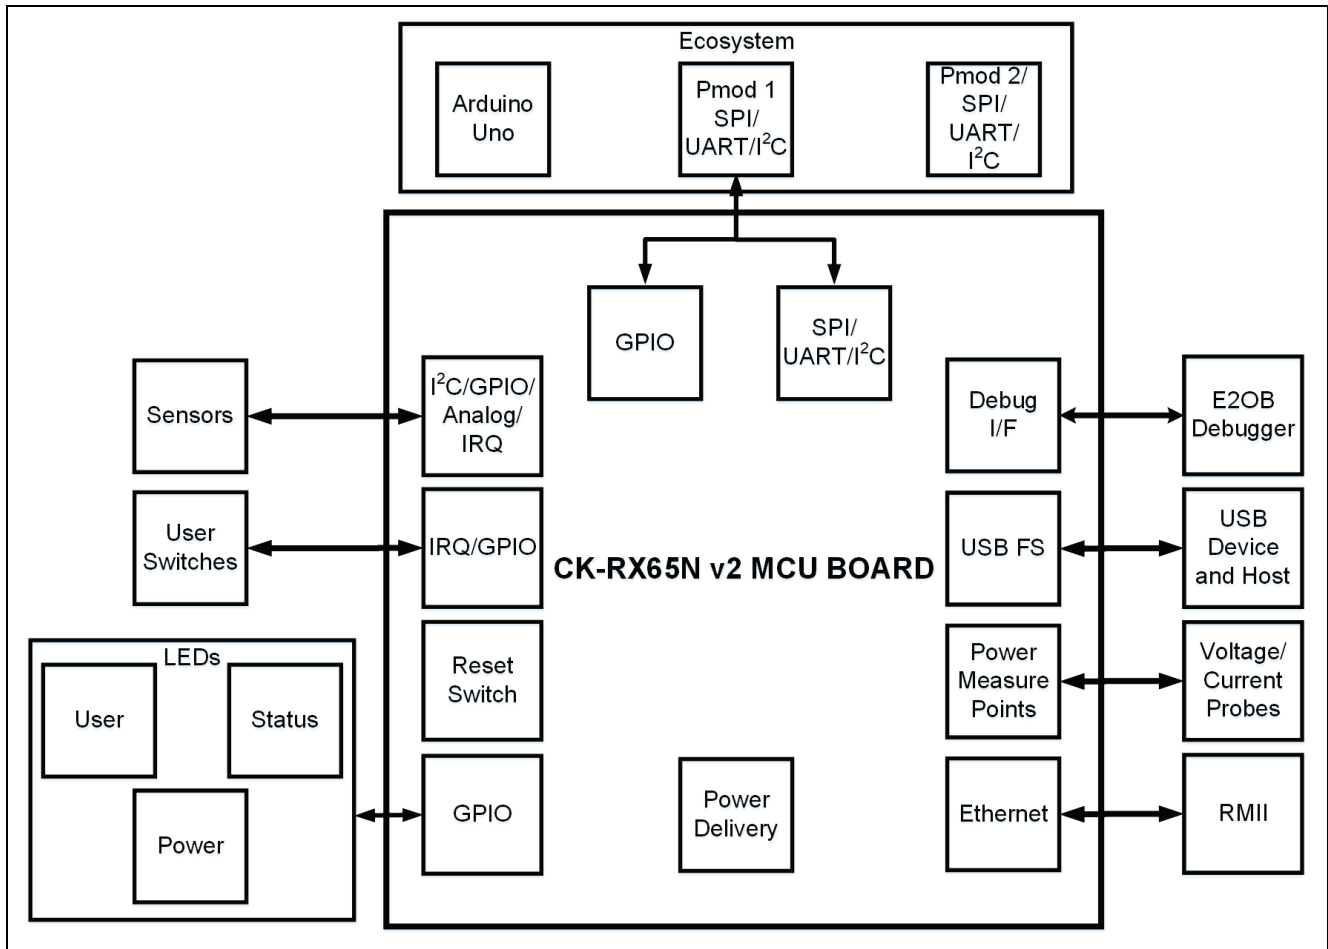 Ecosystem
Arduino
Uno
Pmod 1
SPI/
UART/I²C
Pmod 2/
SPI/
UART/
I²C
GPIO
SPI/
UART/I²C
Sensors
I²C/GPIO/
Analog/
IRQ
Debug
I/F
E2OB
Debugger
User
Switches
IRQ/GPIO
CK-RX65N v2 MCU BOARD
USB FS
USB
Device
and Host
LEDs
User
Status
Power
Reset
Switch
Power
Measure
Points
Voltage/
Current
Probes
GPIO
Power
Delivery
Ethernet
RMII